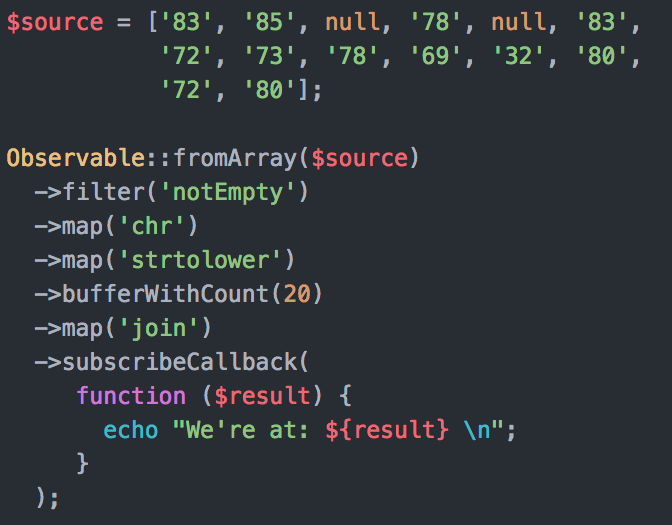 $source = ['83', '85', null, '78', null, '83',
           '72', '73', '78', '69', '32', '80',
           '72', '80'];

Observable::fromArray($source)
  ->filter('notEmpty')
  ->map('chr')
  ->map('strtolower')
  ->bufferWithCount(20)
  ->map('join')
  ->subscribeCallback(
     function ($result) {
       echo "We're at: ${result} \n";
     }
  );